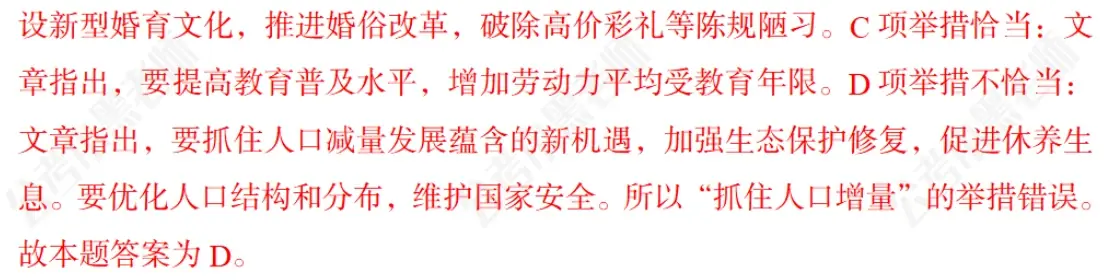 设新型婚育文化，推进婚俗改革，破除高价彩礼等陈规陋习。C 项举措恰当：文
章指出，要提高教育普及水平，增加劳动力平均受教育年限。D 项举措不恰当：
文章指出，要抓住人口减量发展蕴含的新机遇，加强生态保护修复，促进休养生
息。要优化人口结构和分布，维护国家安全。所以“抓住人口增量”的举措错误。
故本题答案为 D。